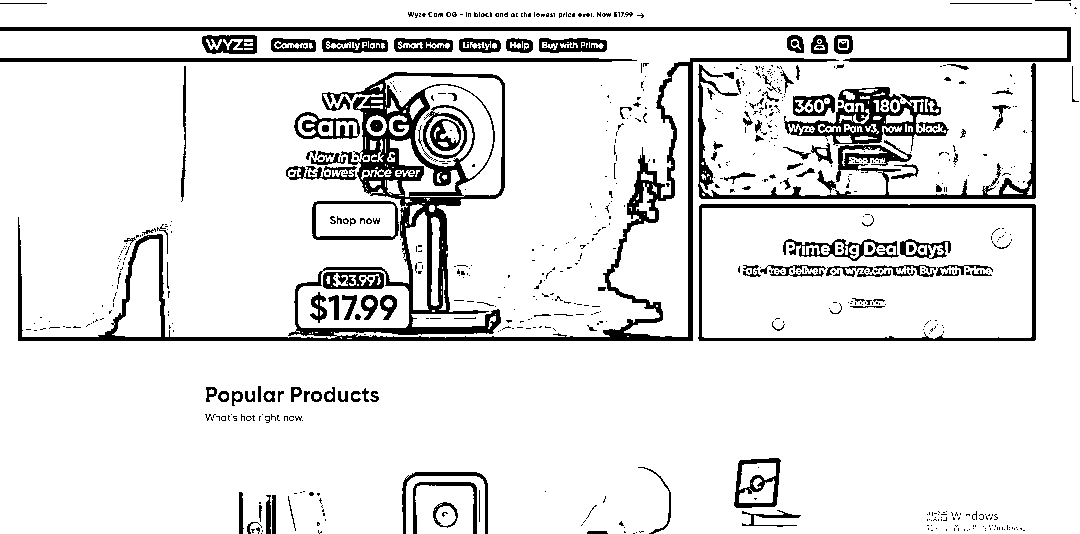 Wyze Cam OG - in black and at the lowest price ever. Now $17.99 →
WYZE Cameras Security Plans Smart Home Lifestyle Help Buy with Prime
WYZE
Cam OG
Now in black &
at its lowest price ever
Shop now
($23.99)
$17.99
360° Pan. 180° Tilt.
Wyze Cam Pan v3, now in black.
Shop now
Prime Big Deal Days!
Fast, free delivery on wyze.com with Buy with Prime.
Shop now
Popular Products
What's hot right now.
激活 Windows